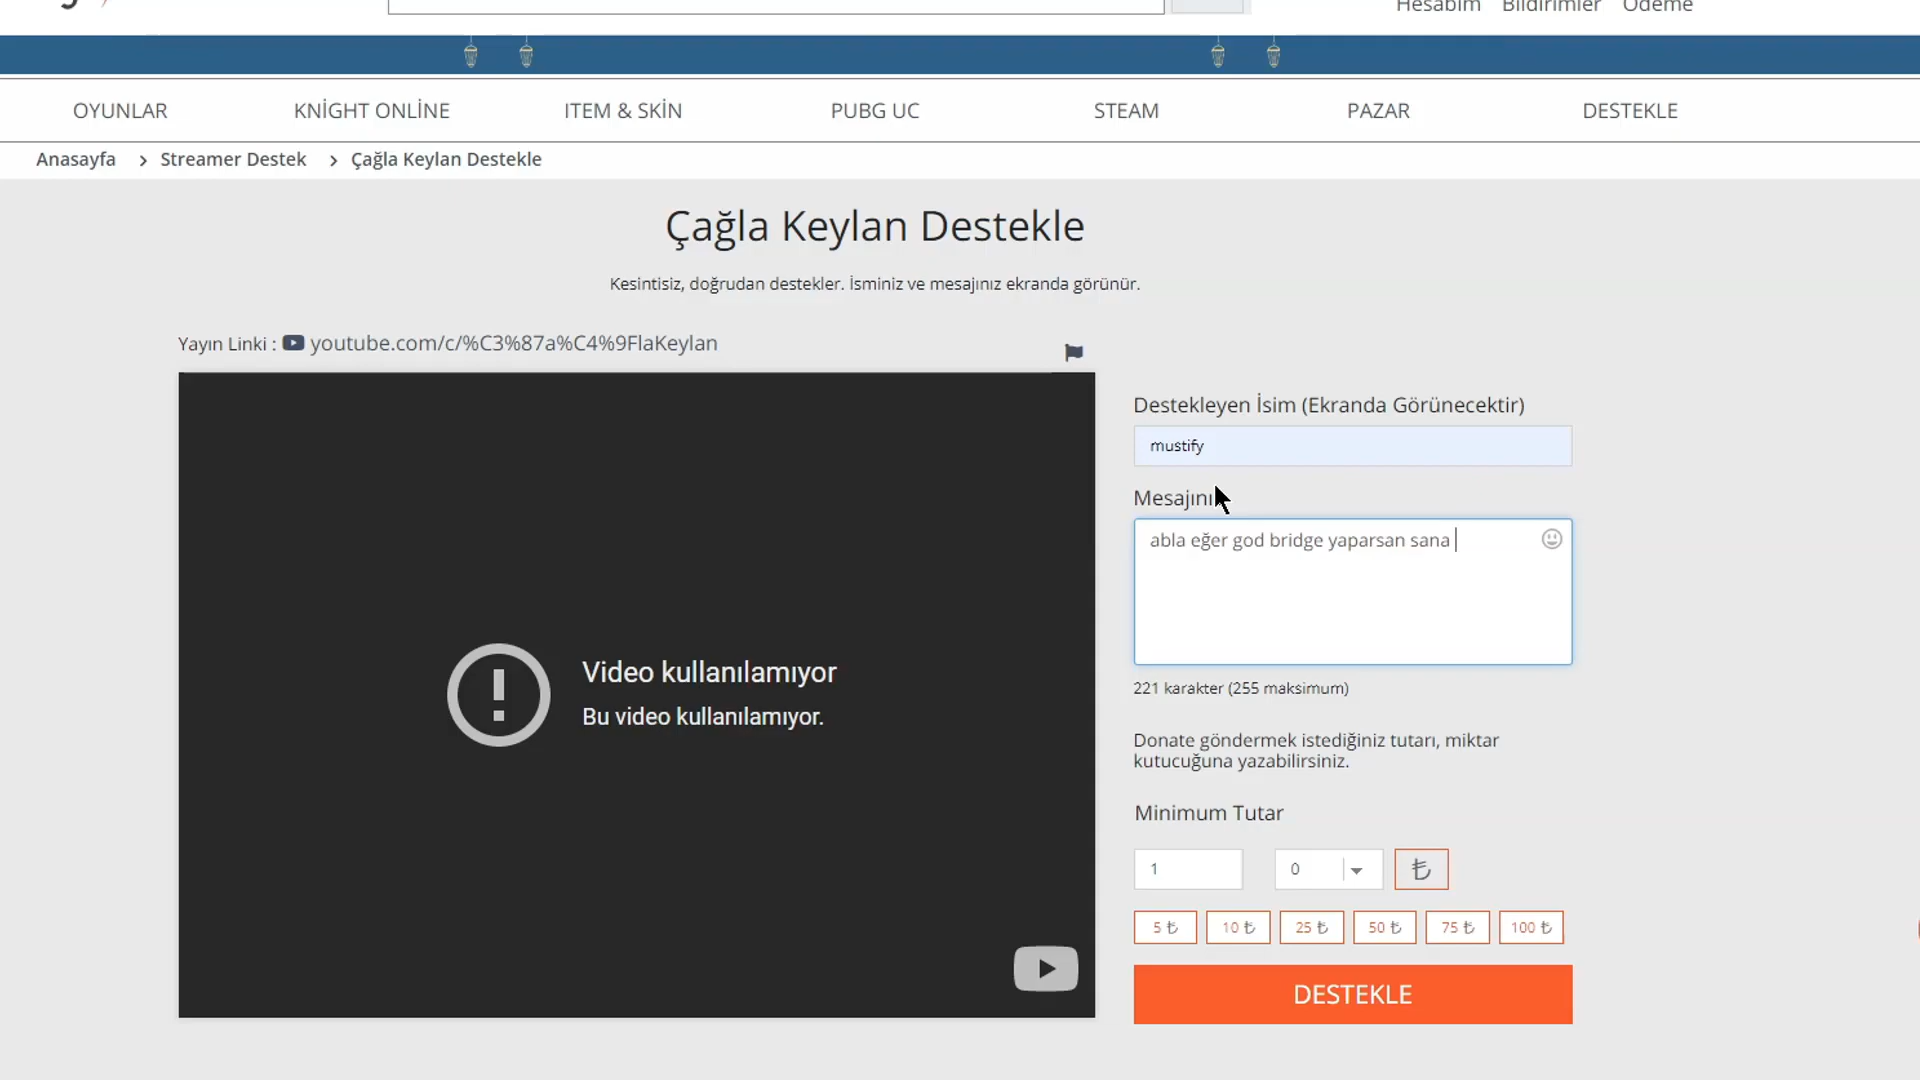 Hesabım Bildirimler Ödeme
OYUNLAR KNİGHT ONLİNE ITEM & SKİN PUBG UC STEAM PAZAR DESTEKLE
Anasayfa > Streamer Destek > Çağla Keylan Destekle
Çağla Keylan Destekle
Kesintisiz, doğrudan destekler. İsminiz ve mesajınız ekranda görünür.
Yayın Linki : youtube.com/c/%C3%87a%C4%9FlaKeylan
Video kullanılamıyor
Bu video kullanılamıyor.
Destekleyen İsim (Ekranda Görünecektir)
mustify
Mesajını
abla eğer god bridge yaparsan sana
221 karakter (255 maksimum)
Donate göndermek istediğiniz tutarı, miktar
kutucuğuna yazabilirsiniz.
Minimum Tutar
1 0 ₺
5 ₺ 10 ₺ 25 ₺ 50 ₺ 75 ₺ 100 ₺
DESTEKLE